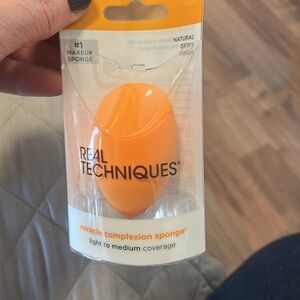 #1
MAKEUP
SPONGE
NATURAL
DEWY
FINISH
REAL
TECHNIQUES®
miracle complexion sponge®
light to medium coverage